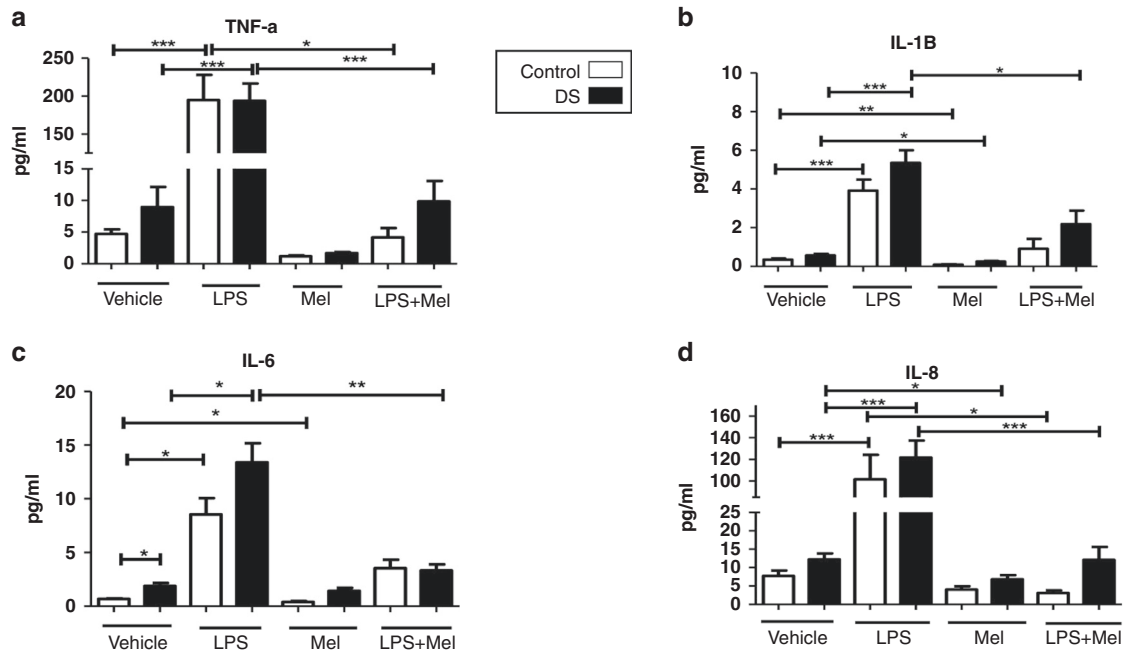 a
TNF-a
*** *
*** ***
250
200
150
pg/ml
15
10
5
0
Vehicle LPS Mel LPS+Mel
Control
DS
b
IL-1B
*
***
**
*
***
10
8
6
4
2
0
pg/ml
Vehicle LPS Mel LPS+Mel
c
IL-6
* **
*
*
*
20
15
10
5
0
pg/ml
Vehicle LPS Mel LPS+Mel
d
IL-8
*
***
*
*** ***
160
140
120
100
25
20
15
10
5
0
pg/ml
Vehicle LPS Mel LPS+Mel